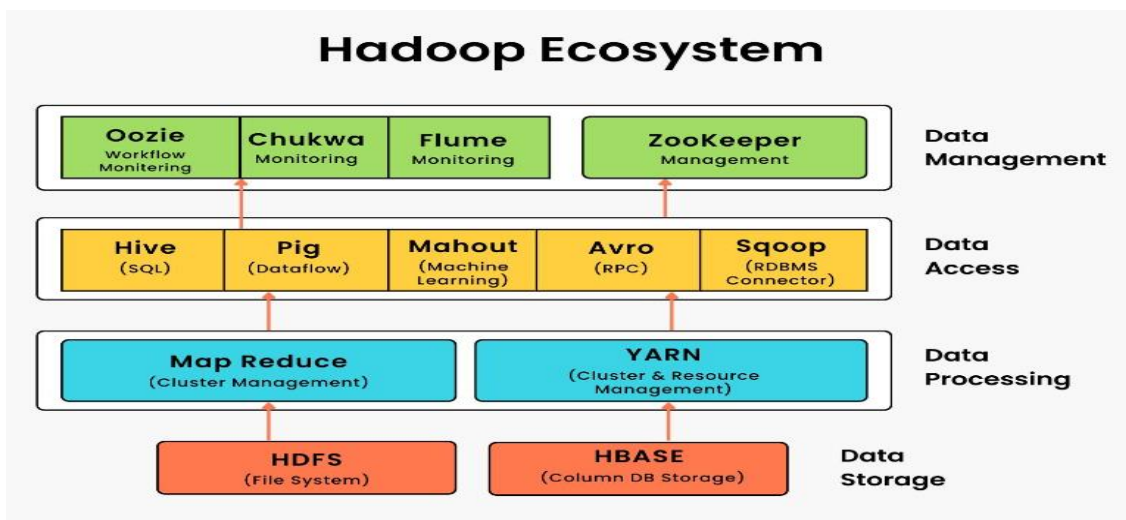 Hadoop Ecosystem
Oozie
Workflow
Monitering
Chukwa
Monitoring
Flume
Monitoring
ZooKeeper
Management
Data
Management
Hive
(SQL)
Pig
(Dataflow)
Mahout
(Machine
Learning)
Avro
(RPC)
Sqoop
(RDBMS
Connector)
Data
Access
Map Reduce
(Cluster Management)
YARN
(Cluster & Resource
Management)
Data
Processing
HDFS
(File System)
HBASE
(Column DB Storage)
Data
Storage